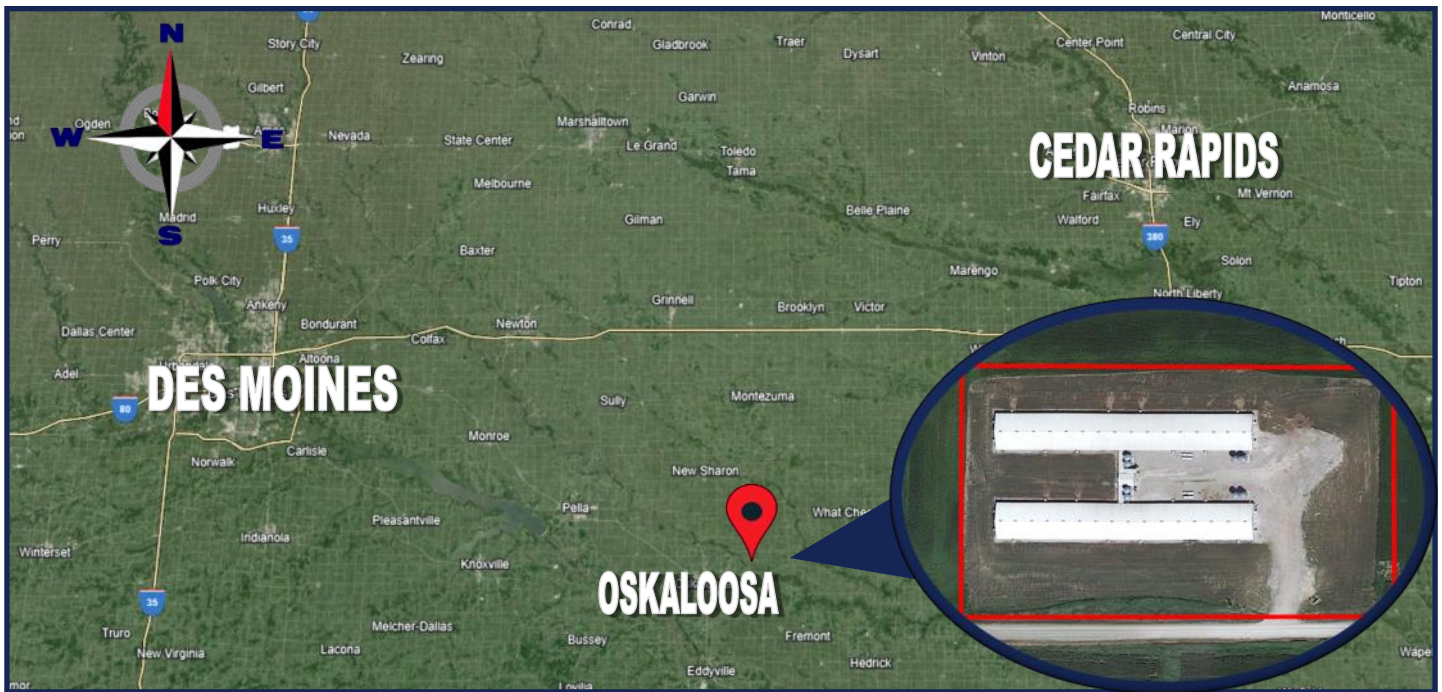 Conrad
Monticello
N
Story City
Gladbrook
Traer
Dysart
Center Point
Central City
Zearing
Vinton
Gilbert
Anamosa
Garwin
Robins
Ogden
Marshalltown
Marion
W
E
Nevada
State Center
Le Grand
Toledo
CEDAR RAPIDS
Tama
Melbourne
Fairfax
Mt Vernon
Madrid
Huxley
Gilman
Belle Plaine
Walford
Ely
S
Perry
35
380
Baxter
Solon
Polk City
Marengo
Tipton
Ankeny
Grinnell
Brooklyn
Victor
North Liberty
Dallas Center
Bondurant
Newton
Colfax
Altoona
Adel
DES MOINES
80
Sully
Montezuma
Monroe
Norwalk
Carlisle
New Sharon
Pella
What Chee
Pleasantville
Indianola
Winterset
Knoxville
OSKALOOSA
35
Truro
Melcher-Dallas
Bussey
Fremont
New Virginia
Lacona
Hedrick
Eddyville